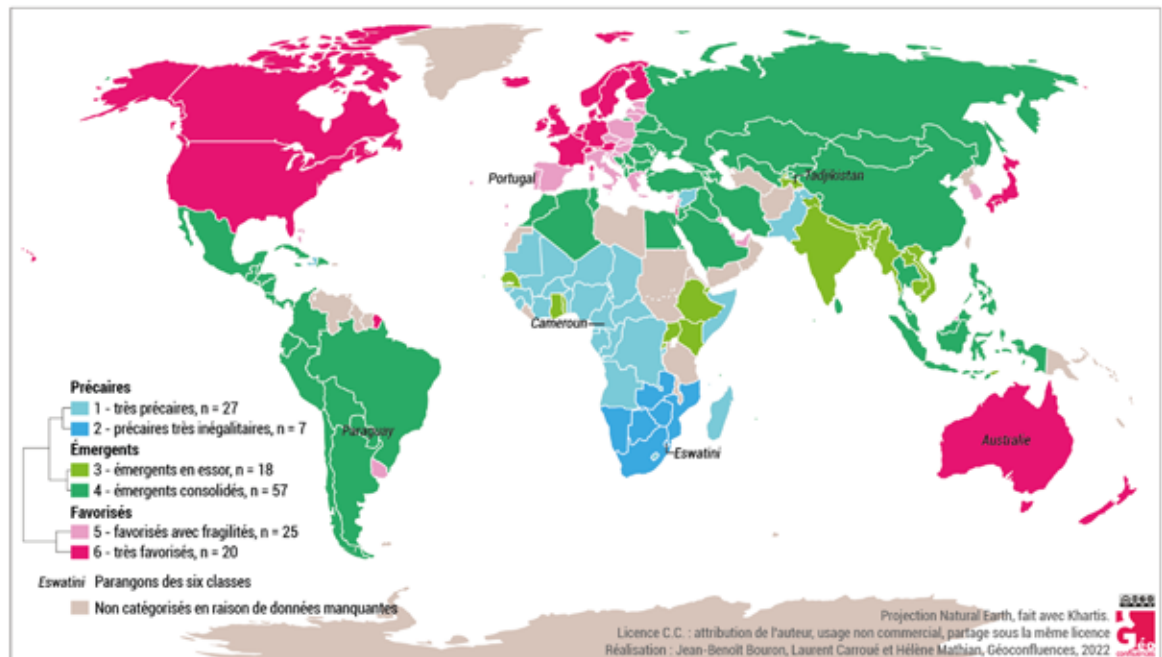 Portugal
Tadjikistan
Cameroun
Paraguay
Eswatini
Australie
Précaires
1 - très précaires, n = 27
2 - précaires très inégalitaires, n = 7
Émergents
3 - émergents en essor, n = 18
4 - émergents consolidés, n = 57
Favorisés
5 - favorisés avec fragilités, n = 25
6 - très favorisés, n = 20
Eswatini Parangons des six classes
Non catégorisés en raison de données manquantes
Projection Natural Earth, fait avec Khartis.
Licence C.C. : attribution de l'auteur, usage non commercial, partage sous la même licence
Réalisation : Jean-Benoît Bouron, Laurent Carroué et Hélène Mathian, Géoconfluences, 2022
Géo
confluences